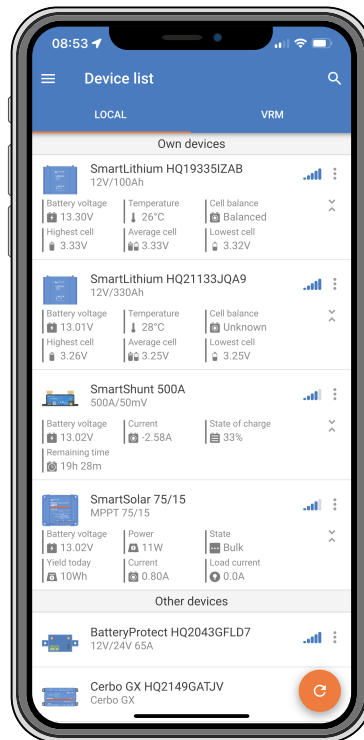 08:53
Device list
LOCAL VRM
Own devices
SmartLithium HQ19335IZAB
12V/100Ah
Battery voltage Temperature Cell balance
13.30V 26°C Balanced
Highest cell Average cell Lowest cell
3.33V 3.33V 3.32V
SmartLithium HQ21133JQA9
12V/330Ah
Battery voltage Temperature Cell balance
13.01V 28°C Unknown
Highest cell Average cell Lowest cell
3.26V 3.25V 3.25V
SmartShunt 500A
500A/50mV
Battery voltage Current State of charge
13.02V -2.58A 33%
Remaining time
19h 28m
SmartSolar 75/15
MPPT 75/15
Battery voltage Power State
13.02V 11W Bulk
Yield today Current Load current
10Wh 0.80A 0.0A
Other devices
BatteryProtect HQ2043GFLD7
12V/24V 65A
Cerbo GX HQ2149GATJV
Cerbo GX